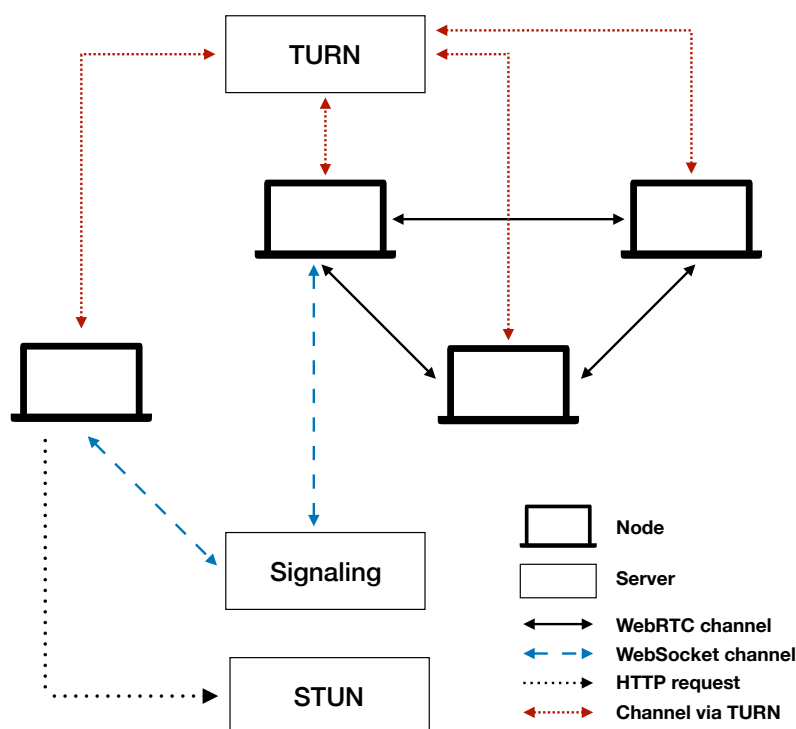 TURN
Signaling
STUN
Node
Server
WebRTC channel
WebSocket channel
HTTP request
Channel via TURN